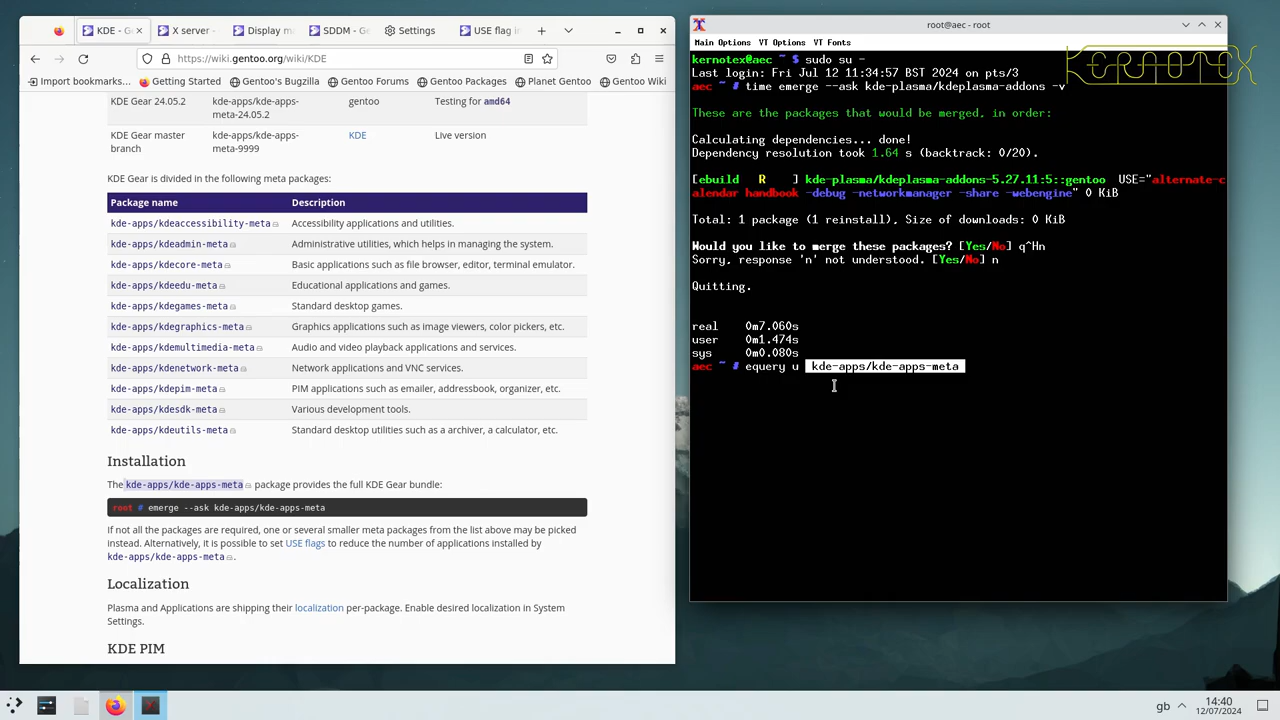 KDE - G
X server -
Display m
SDDM - Ge
Settings
USE flag in
https://wiki.gentoo.org/wiki/KDE
Import bookmarks...
Getting Started
Gentoo's Bugzilla
Gentoo Forums
Gentoo Packages
Planet Gentoo
Gentoo Wiki
KDE Gear 24.05.2
kde-apps/kde-apps-
meta-24.05.2
gentoo
Testing for amd64
KDE Gear master
branch
kde-apps/kde-apps-
meta-9999
KDE
Live version
KDE Gear is divided in the following meta packages:
Package name Description
kde-apps/kdeaccessibility-meta Accessibility applications and utilities.
kde-apps/kdeadmin-meta Administrative utilities, which helps in managing the system.
kde-apps/kdecore-meta Basic applications such as file browser, editor, terminal emulator.
kde-apps/kdeedu-meta Educational applications and games.
kde-apps/kdegames-meta Standard desktop games.
kde-apps/kdegraphics-meta Graphics applications such as image viewers, color pickers, etc.
kde-apps/kdemultimedia-meta Audio and video playback applications and services.
kde-apps/kdenetwork-meta Network applications and VNC services.
kde-apps/kdepim-meta PIM applications such as emailer, addressbook, organizer, etc.
kde-apps/kdesdk-meta Various development tools.
kde-apps/kdeutils-meta Standard desktop utilities such as a archiver, a calculator, etc.
Installation
The kde-apps/kde-apps-meta package provides the full KDE Gear bundle:
root # emerge --ask kde-apps/kde-apps-meta
If not all the packages are required, one or several smaller meta packages from the list above may be picked
instead. Alternatively, it is possible to set USE flags to reduce the number of applications installed by
kde-apps/kde-apps-meta.
Localization
Plasma and Applications are shipping their localization per-package. Enable desired localization in System
Settings.
KDE PIM
root@aec - root
Main Options VT Options VT Fonts
KERNOTEX
kernotex@aec ~ $ sudo su -
Last login: Fri Jul 12 11:34:57 BST 2024 on pts/3
aec ~ # time emerge --ask kde-plasma/kdeplasma-addons -v
These are the packages that would be merged, in order:
Calculating dependencies... done!
Dependency resolution took 1.64 s (backtrack: 0/20).
[ebuild R ] kde-plasma/kdeplasma-addons-5.27.11:5::gentoo USE="alternate-c
alendar handbook -debug -networkmanager -share -webengine" 0 KiB
Total: 1 package (1 reinstall), Size of downloads: 0 KiB
Would you like to merge these packages? [Yes/No] q^Hn
Sorry, response 'n' not understood. [Yes/No] n
Quitting.
real 0m7.060s
user 0m1.474s
sys 0m0.080s
aec ~ # equery u kde-apps/kde-apps-meta
gb
14:40
12/07/2024